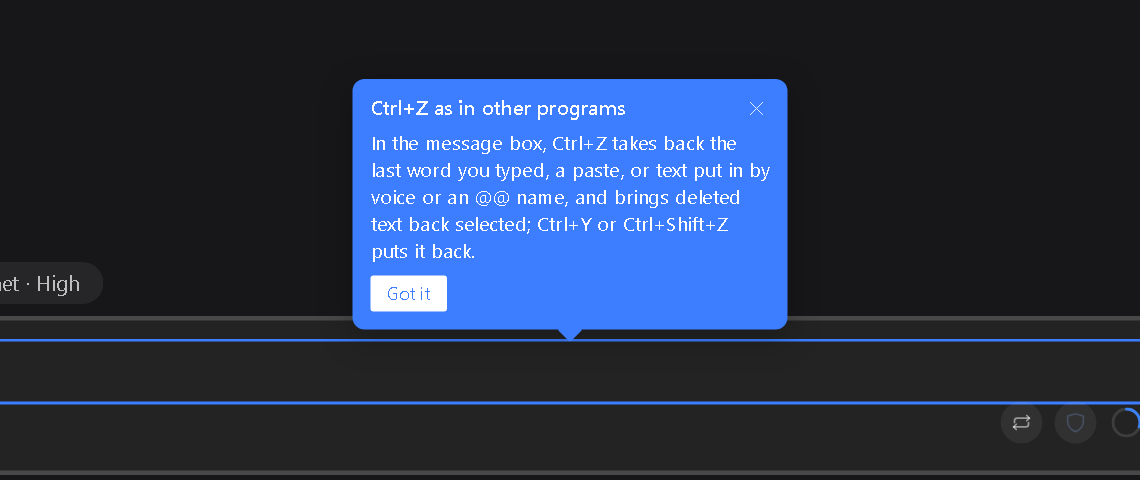 Ctrl+Z as in other programs
In the message box, Ctrl+Z takes back the
last word you typed, a paste, or text put in by
voice or an @@ name, and brings deleted
text back selected; Ctrl+Y or Ctrl+Shift+Z
puts it back.
· High
Got it